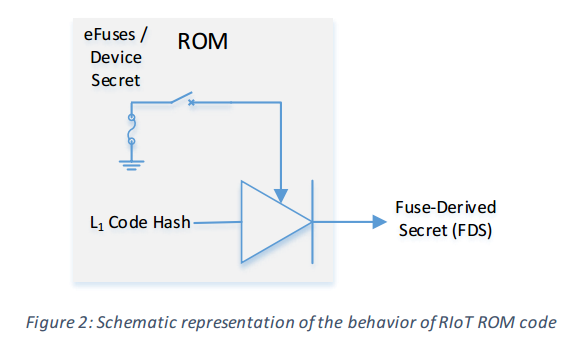 eFuses /
Device
Secret
ROM
L₁ Code Hash
Fuse-Derived
Secret (FDS)
Figure 2: Schematic representation of the behavior of RIoT ROM code